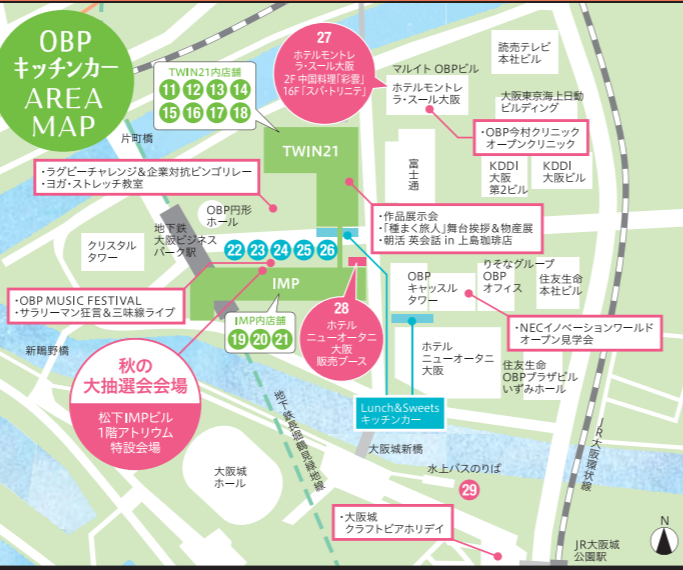 OBP
キッチンカー
AREA
MAP
TWIN21内店舗
11 12 13 14
15 16 17 18
27
ホテルモントレ
ラ・スール大阪
2F 中国料理「彩雲」
16F「スパ・トリニテ」
マルイト OBPビル
ホテルモントレ
ラ・スール大阪
読売テレビ
本社ビル
大阪東京海上日動
ビルディング
・OBP今村クリニック
オープンクリニック
片町橋
TWIN21
富士通
KDDI
大阪
第2ビル
KDDI
大阪ビル
・ラグビーチャレンジ&企業対抗ビンゴリレー
・ヨガ・ストレッチ教室
OBP円形
ホール
・作品展示会
・「種まく旅人」舞台挨拶&物産展
・朝活 英会話 in 上島珈琲店
地下鉄
大阪ビジネス
パーク駅
クリスタル
タワー
22 23 24 25 26
IMP
OBP
キャッスル
タワー
りそなグループ
OBP
オフィス
住友生命
本社ビル
・OBP MUSIC FESTIVAL
・サラリーマン狂言&三味線ライブ
IMP内店舗
19 20 21
28
ホテル
ニューオータニ
大阪
販売ブース
・NECイノベーションワールド
オープン見学会
新鴫野橋
秋の
大抽選会会場
松下IMPビル
1階アトリウム
特設会場
ホテル
ニューオータニ
大阪
住友生命
OBPプラザビル
いずみホール
Lunch&Sweets
キッチンカー
地下鉄長堀鶴見緑地線
JR大阪環状線
大阪城新橋
大阪城
ホール
水上バスのりば
29
・大阪城
クラフトビアホリデイ
JR大阪城
公園駅
N